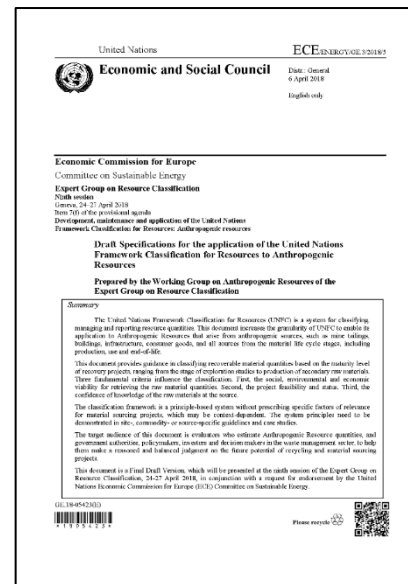 United Nations
ECE/ENERGY/GE.3/2018/5
Economic and Social Council
Distr.: General
6 April 2018
English only
Economic Commission for Europe
Committee on Sustainable Energy
Expert Group on Resource Classification
Ninth session
Geneva, 24-27 April 2018
Item 7(f) of the provisional agenda
Development, maintenance and application of the United Nations
Framework Classification for Resources: Anthropogenic resources
Draft Specifications for the application of the United Nations
Framework Classification for Resources to Anthropogenic
Resources
Prepared by the Working Group on Anthropogenic Resources of the
Expert Group on Resource Classification
Summary
The United Nations Framework Classification for Resources (UNFC) is a system for classifying,
managing and reporting resource quantities. This document increases the granularity of UNFC to enable its
application to Anthropogenic Resources that arise from anthropogenic sources, such as mine tailings,
buildings, infrastructure, consumer goods, and all sources from the material life cycle stages, including
production, use and end-of-life.
This document provides guidance in classifying recoverable material quantities based on the maturity level
of recovery projects, ranging from the stage of exploration studies to production of secondary raw materials.
Three fundamental criteria influence the classification. First, the social, environmental and economic
viability for retrieving the raw material quantities. Second, the project feasibility and status. Third, the
confidence of knowledge of the raw materials at the source.
The classification framework is a principle-based system without prescribing specific factors of relevance
for material sourcing projects, which may be context-dependent. The system principles need to be
demonstrated in site-, commodity- or source-specific guidelines and case studies.
The target audience of this document is evaluators who estimate Anthropogenic Resource quantities, and
government authorities, policymakers, investors and decision makers in the waste management sector, to help
them make a reasoned and balanced judgment on the future potential of recycling and material sourcing
projects.
This document is a Final Draft Version, which will be presented at the ninth session of the Expert Group on
Resource Classification, 24-27 April 2018, in conjunction with a request for endorsement by the United
Nations Economic Commission for Europe (ECE) Committee on Sustainable Energy.
GE.18-05423(E)
Please recycle